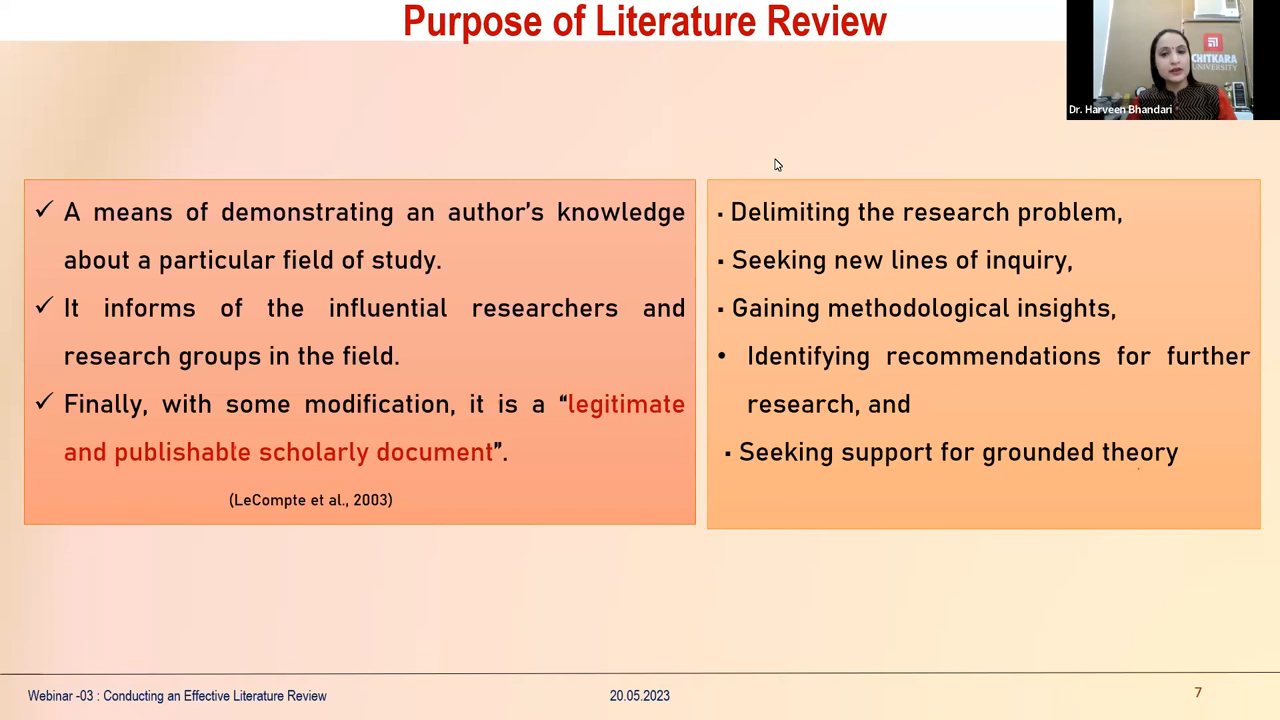 Purpose of Literature Review
CHITKARA
UNIVERSITY
Dr. Harveen Bhandari
✓ A means of demonstrating an author's knowledge
about a particular field of study.
✓ It informs of the influential researchers and
research groups in the field.
✓ Finally, with some modification, it is a “legitimate
and publishable scholarly document”.
(LeCompte et al., 2003)
▪ Delimiting the research problem,
▪ Seeking new lines of inquiry,
▪ Gaining methodological insights,
• Identifying recommendations for further
research, and
▪ Seeking support for grounded theory
Webinar -03 : Conducting an Effective Literature Review
20.05.2023
7